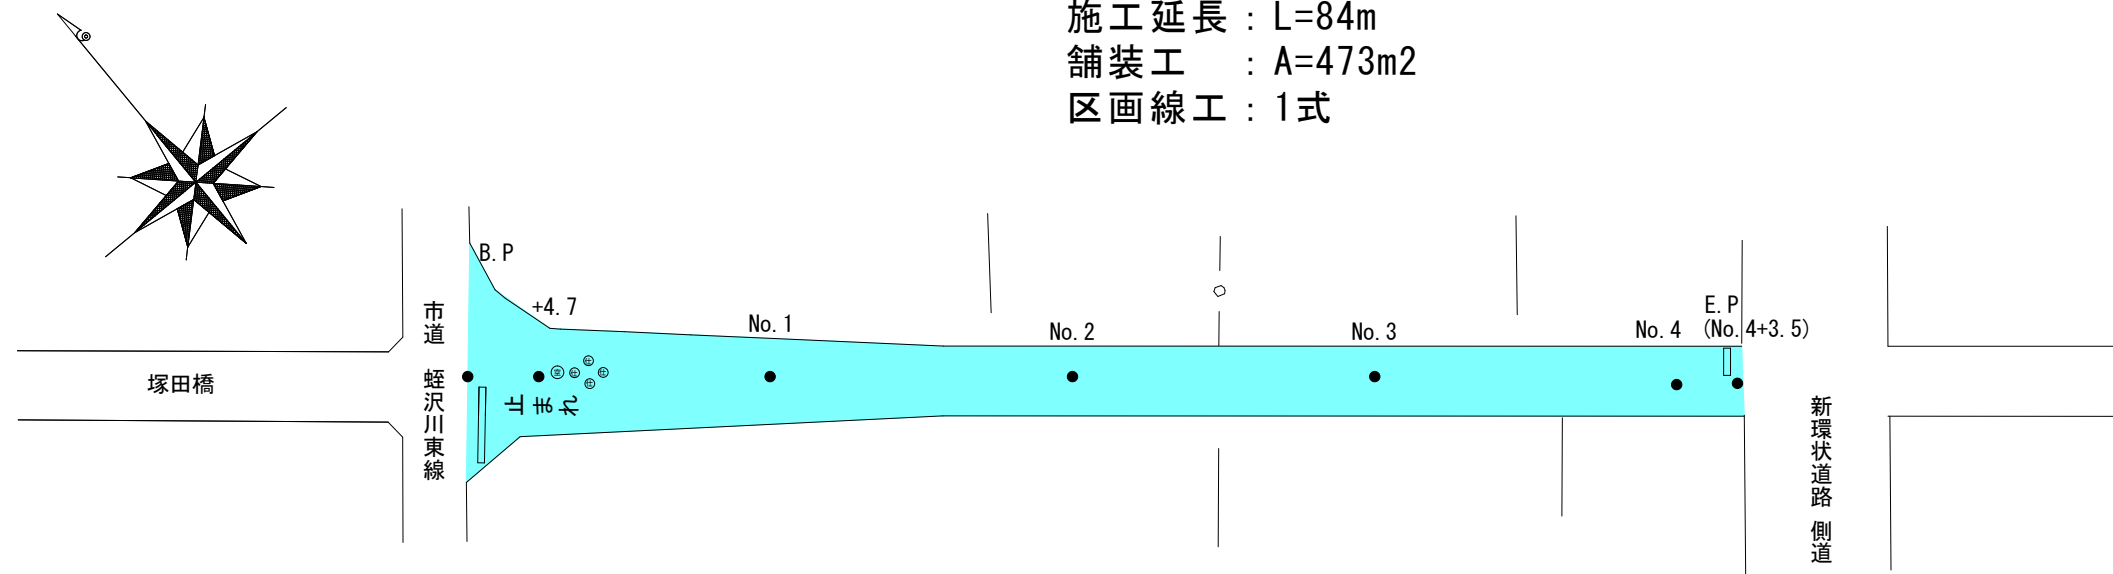 施工延長：L=84m
舗装工　：A=473m2
区画線工：1式
B.P
+4.7
No.1
No.2
No.3
No.4
E.P
(No.4+3.5)
塚田橋
市道 蛭沢川東線
止まれ
新環状道路 側道